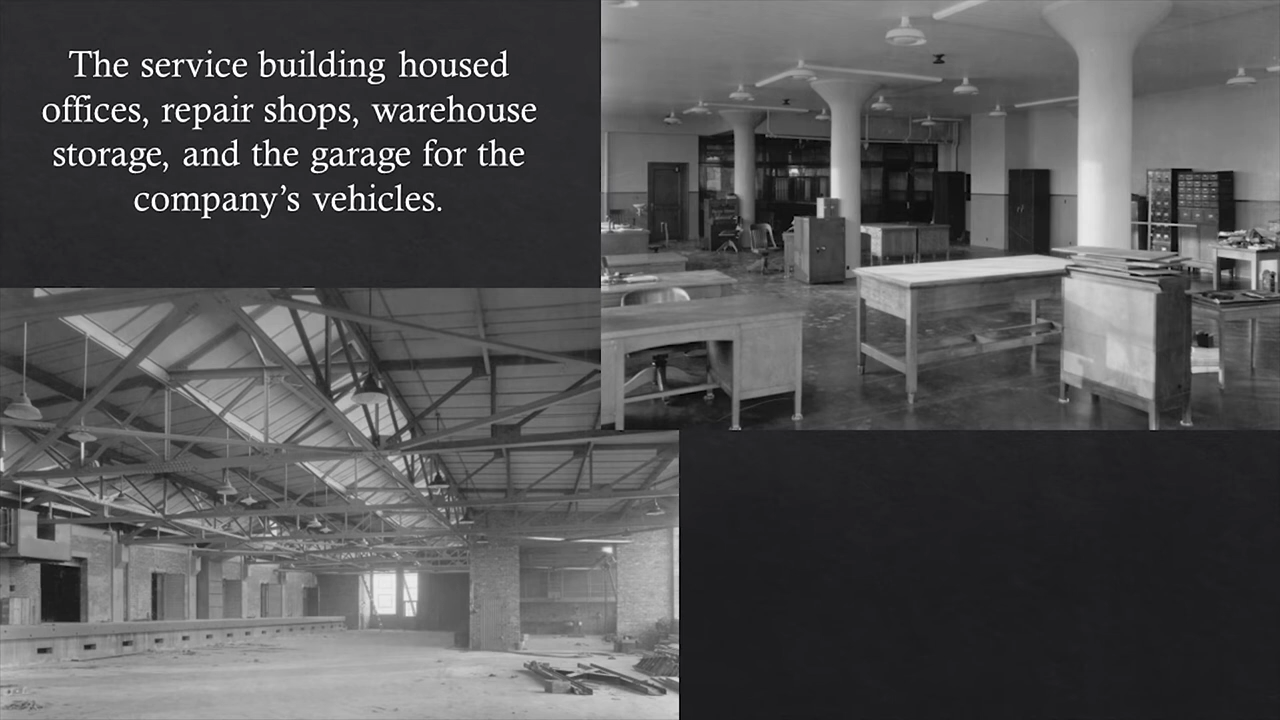 The service building housed
offices, repair shops, warehouse
storage, and the garage for the
company’s vehicles.